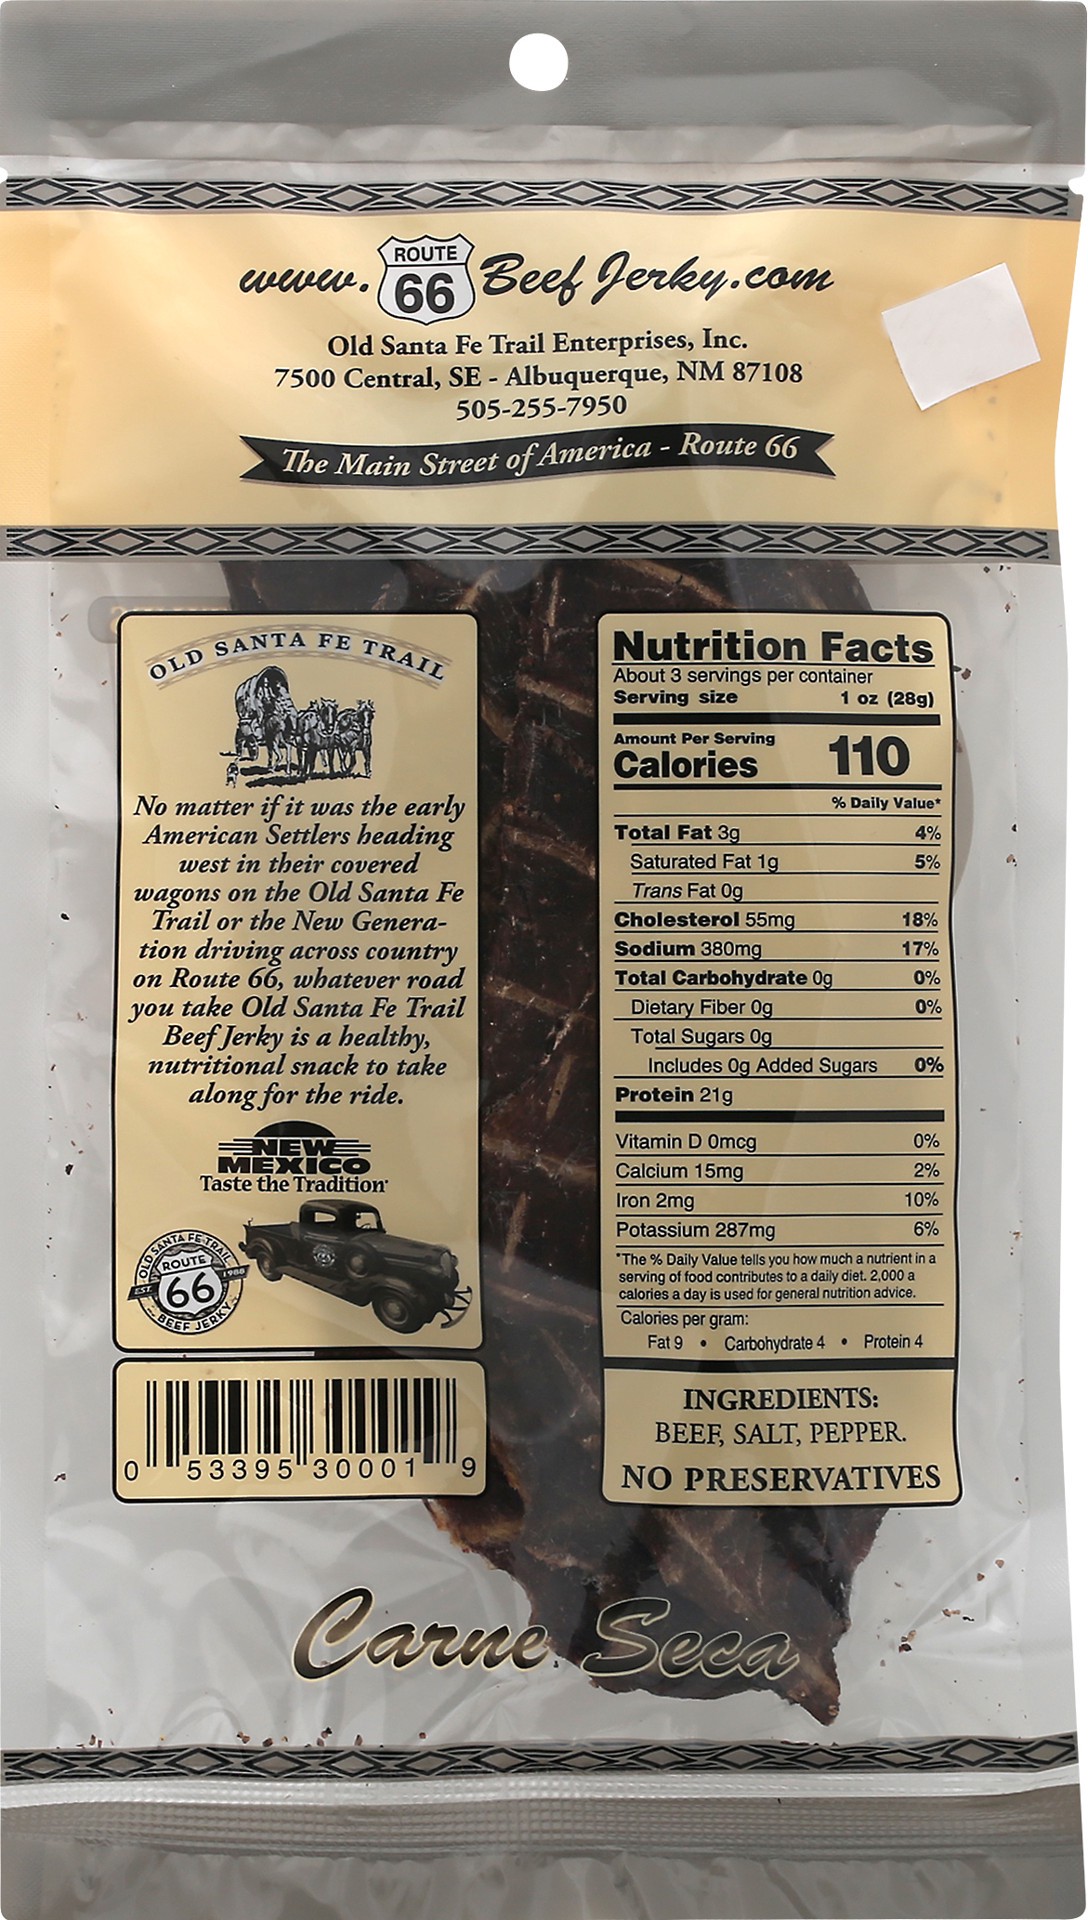 www. ROUTE 66 Beef Jerky.com
Old Santa Fe Trail Enterprises, Inc.
7500 Central, SE - Albuquerque, NM 87108
505-255-7950
The Main Street of America - Route 66
OLD SANTA FE TRAIL
No matter if it was the early
American Settlers heading
west in their covered
wagons on the Old Santa Fe
Trail or the New Genera-
tion driving across country
on Route 66, whatever road
you take Old Santa Fe Trail
Beef Jerky is a healthy,
nutritional snack to take
along for the ride.
NEW
MEXICO
Taste the Tradition
OLD SANTA FE TRAIL
ROUTE
66
EST. 1988
BEEF JERKY
0 53395 30001 9
Nutrition Facts
About 3 servings per container
Serving size 1 oz (28g)
Amount Per Serving
Calories 110
% Daily Value*
Total Fat 3g 4%
Saturated Fat 1g 5%
Trans Fat 0g
Cholesterol 55mg 18%
Sodium 380mg 17%
Total Carbohydrate 0g 0%
Dietary Fiber 0g 0%
Total Sugars 0g
Includes 0g Added Sugars 0%
Protein 21g
Vitamin D 0mcg 0%
Calcium 15mg 2%
Iron 2mg 10%
Potassium 287mg 6%
*The % Daily Value tells you how much a nutrient in a
serving of food contributes to a daily diet. 2,000 a
calories a day is used for general nutrition advice.
Calories per gram:
Fat 9 • Carbohydrate 4 • Protein 4
INGREDIENTS:
BEEF, SALT, PEPPER.
NO PRESERVATIVES
Carne Seca